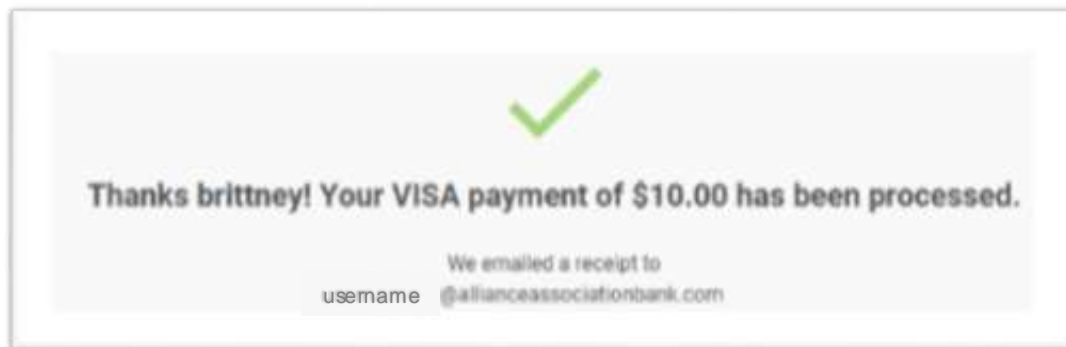 Thanks brittney! Your VISA payment of $10.00 has been processed.
We emailed a receipt to
username @allianceassociationbank.com